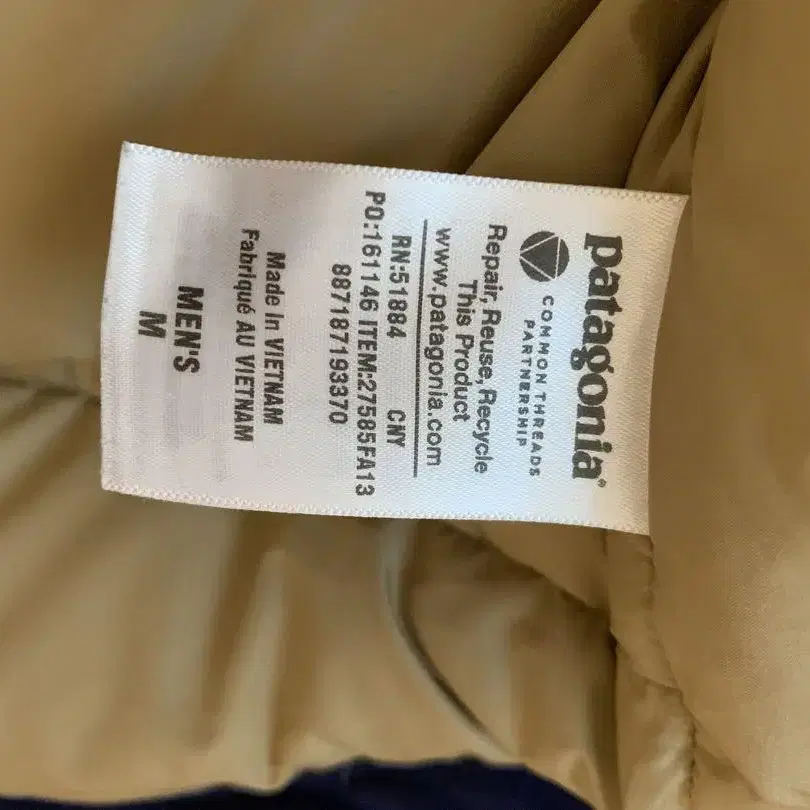 patagonia®
COMMON THREADS
PARTNERSHIP
Repair, Reuse, Recycle
This Product
www.patagonia.com
RN:51884 CNY
PO:161146 ITEM:27585FA13
887187193370
Made in VIETNAM
Fabriqué AU VIETNAM
MEN'S
M